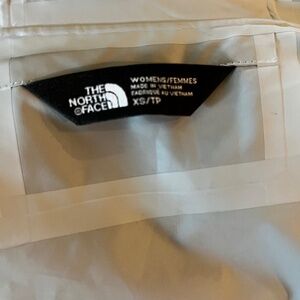 THE
NORTH
FACE
WOMENS/FEMMES
MADE IN VIETNAM
FABRIQUÉ AU VIETNAM
XS/TP